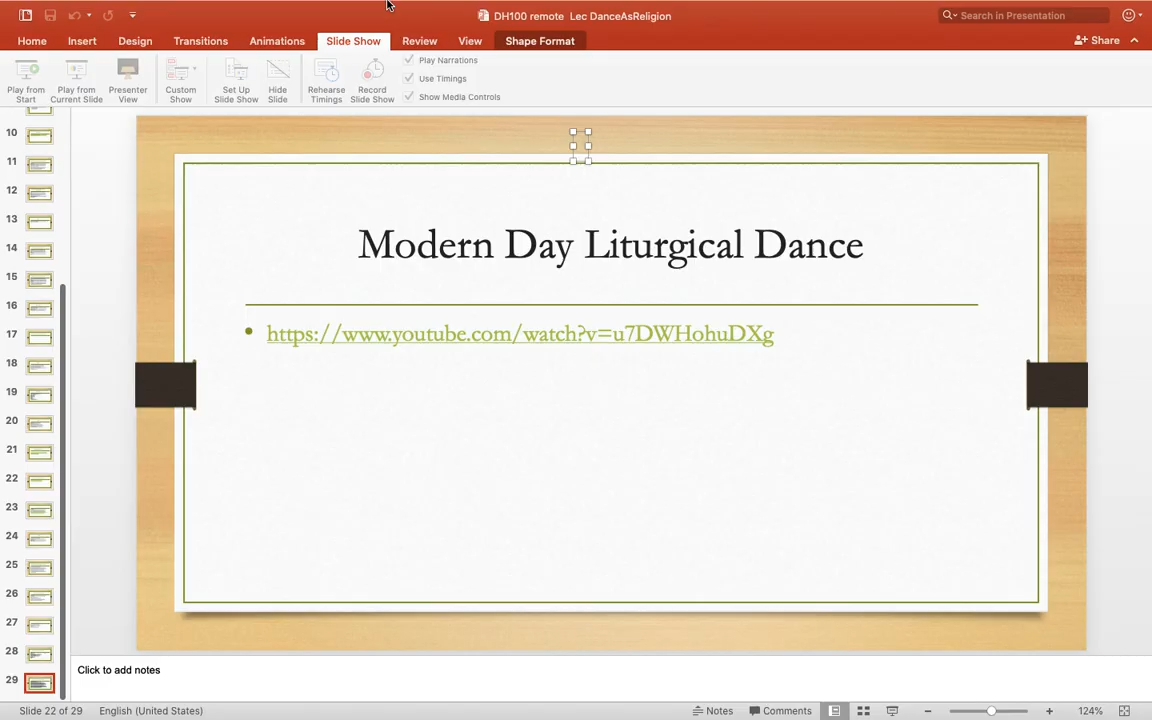 DH100 remote Lec DanceAsReligion
Search in Presentation
Home Insert Design Transitions Animations Slide Show Review View Shape Format Share
Play from Start
Play from Current Slide
Presenter View
Custom Show
Set Up Slide Show
Hide Slide
Rehearse Timings
Record Slide Show
Play Narrations
Use Timings
Show Media Controls
10
11
12
13
14
15
16
17
18
19
20
21
22
23
24
25
26
27
28
29
Modern Day Liturgical Dance
• https://www.youtube.com/watch?v=u7DWHohuDXg
Click to add notes
Slide 22 of 29 English (United States) Notes Comments 124%